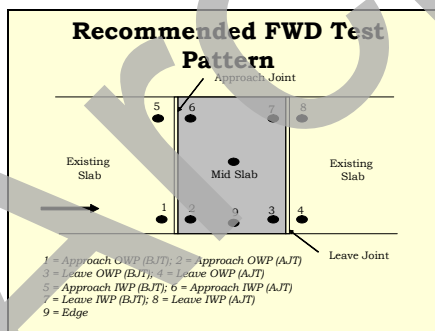 Recommended FWD Test
Pattern
Approach Joint
5 6 7 8
Existing
Slab
Mid Slab
Existing
Slab
1 2 9 3 4
Leave Joint
1 = Approach OWP (BJT); 2 = Approach OWP (AJT)
3 = Leave OWP (BJT); 4 = Leave OWP (AJT)
5 = Approach IWP (BJT); 6 = Approach IWP (AJT)
7 = Leave IWP (BJT); 8 = Leave IWP (AJT)
9 = Edge